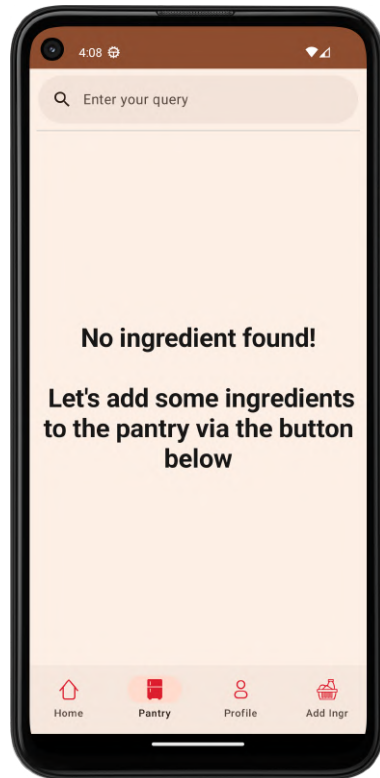 4:08
Enter your query
No ingredient found!
Let's add some ingredients
to the pantry via the button
below
Home Pantry Profile Add Ingr